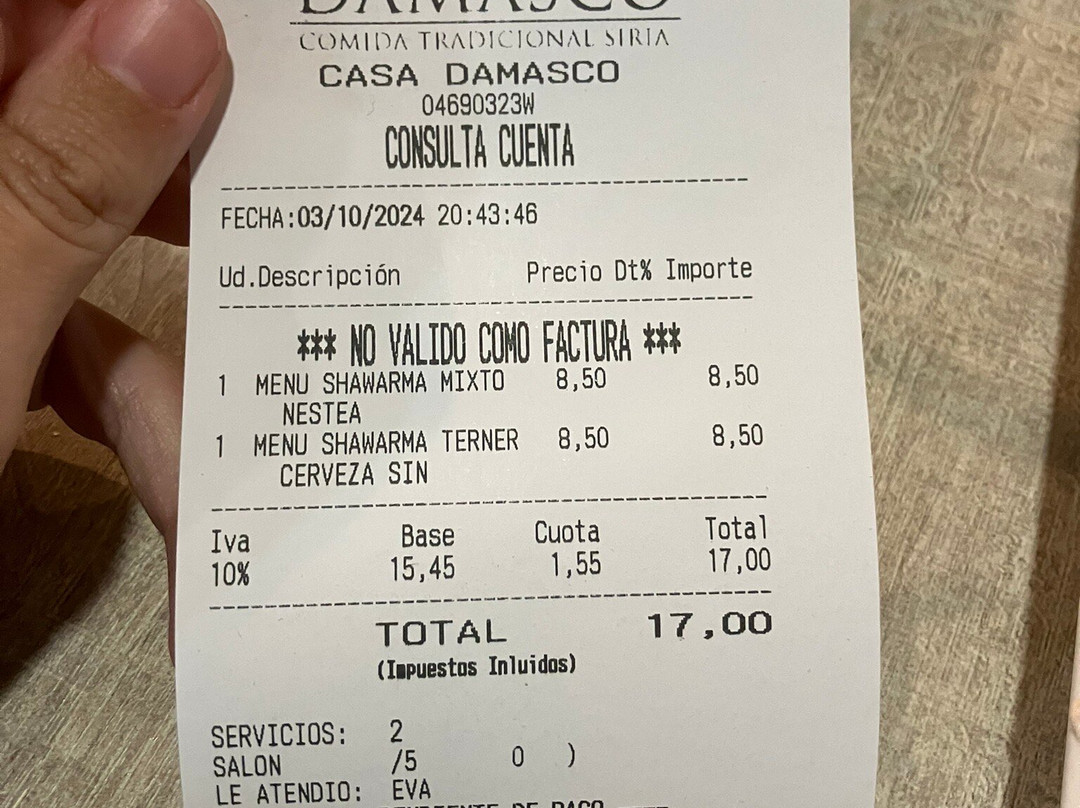 DAMASCO
COMIDA TRADICIONAL SIRIA
CASA DAMASCO
04690323W
CONSULTA CUENTA
FECHA:03/10/2024 20:43:46
Ud.Descripción Precio Dt% Importe
*** NO VALIDO COMO FACTURA ***
1 MENU SHAWARMA MIXTO 8,50 8,50
NESTEA
1 MENU SHAWARMA TERNER 8,50 8,50
CERVEZA SIN
Iva Base Cuota Total
10% 15,45 1,55 17,00
TOTAL 17,00
(Impuestos Inluidos)
SERVICIOS: 2
SALON /5 0 )
LE ATENDIO: EVA
DE PAGO